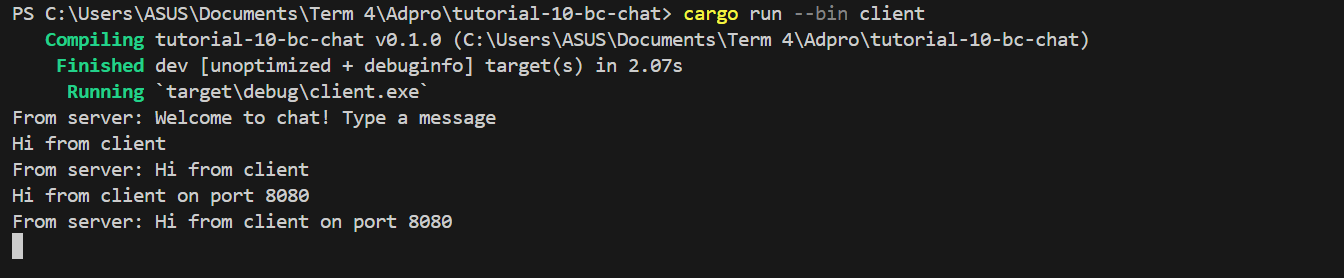 PS C:\Users\ASUS\Documents\Term 4\Adpro\tutorial-10-bc-chat> cargo run --bin client
Compiling tutorial-10-bc-chat v0.1.0 (C:\Users\ASUS\Documents\Term 4\Adpro\tutorial-10-bc-chat)
Finished dev [unoptimized + debuginfo] target(s) in 2.07s
Running `target\debug\client.exe`
From server: Welcome to chat! Type a message
Hi from client
From server: Hi from client
Hi from client on port 8080
From server: Hi from client on port 8080